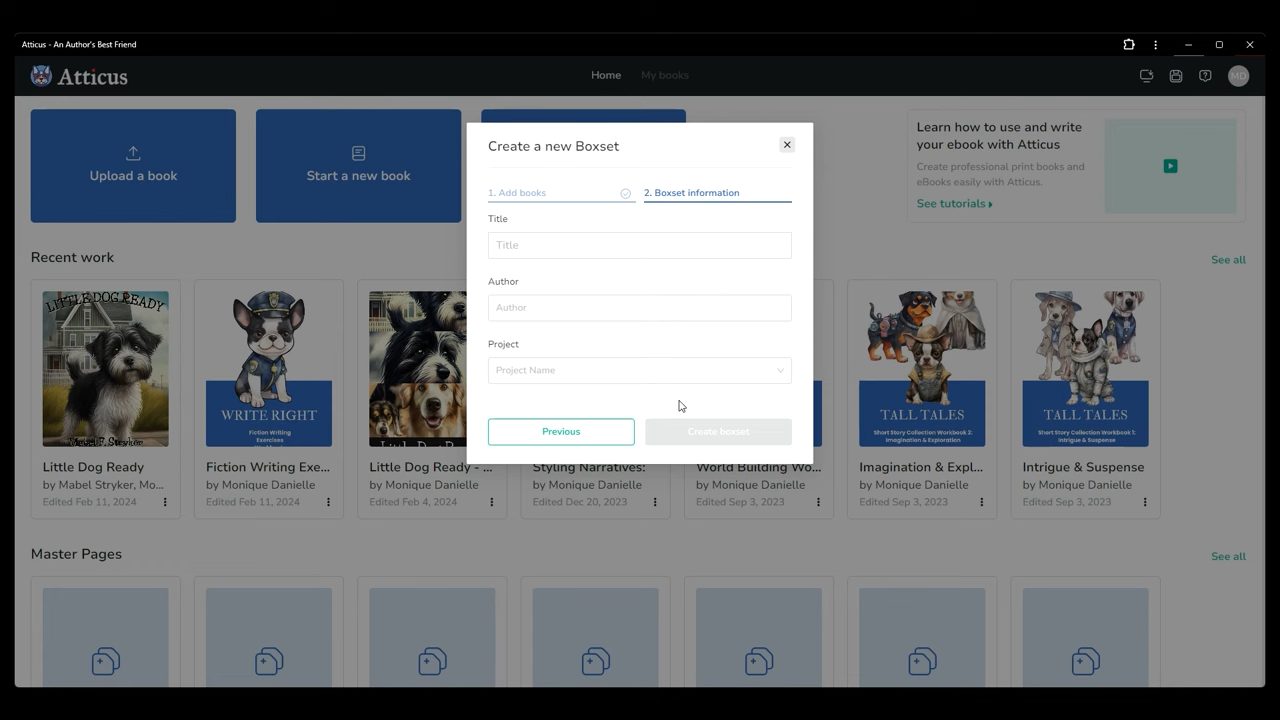 Atticus - An Author's Best Friend
Atticus
Home
My books
MD
Upload a book
Start a new book
Learn how to use and write
your ebook with Atticus
Create professional print books and
eBooks easily with Atticus.
See tutorials
Create a new Boxset
1. Add books
2. Boxset information
Title
Title
Author
Author
Project
Project Name
Previous
Create boxset
Recent work
See all
LITTLE DOG READY
Mabel F. Stryker
Little Dog Ready
by Mabel Stryker, Mo...
Edited Feb 11, 2024
WRITE RIGHT
Fiction Writing
Exercises
Fiction Writing Exe...
by Monique Danielle
Edited Feb 11, 2024
Little Dog R
Little Dog Ready - ...
by Monique Danielle
Edited Feb 4, 2024
Styling Narratives:
by Monique Danielle
Edited Dec 20, 2023
World Building Wo...
by Monique Danielle
Edited Sep 3, 2023
TALL TALES
Short Story Collection Workbook 2:
Imagination & Exploration
Imagination & Expl...
by Monique Danielle
Edited Sep 3, 2023
TALL TALES
Short Story Collection Workbook 1:
Intrigue & Suspense
Intrigue & Suspense
by Monique Danielle
Edited Sep 3, 2023
Master Pages
See all